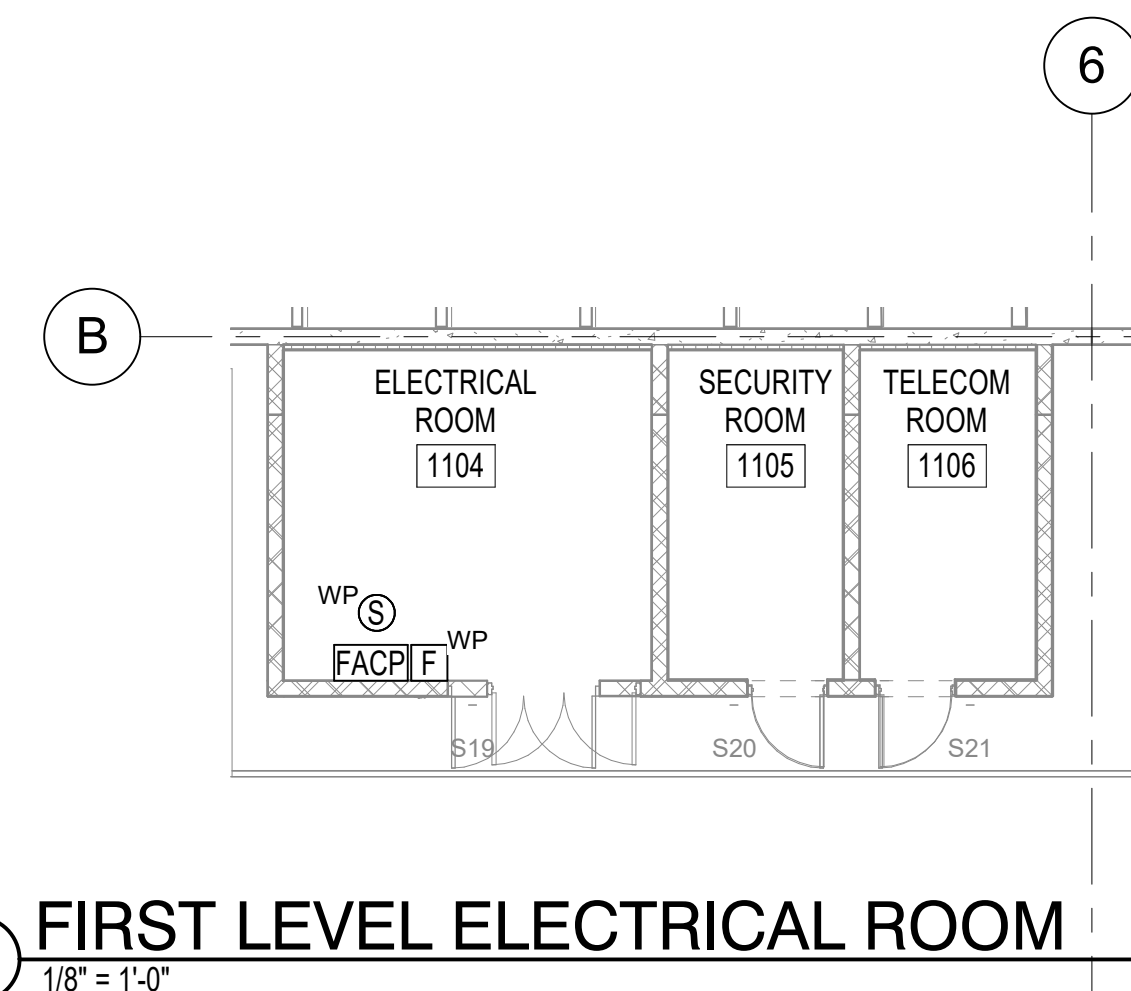 6
B
ELECTRICAL
ROOM
1104
SECURITY
ROOM
1105
TELECOM
ROOM
1106
WP
S
FACP
F
WP
S19
S20
S21
FIRST LEVEL ELECTRICAL ROOM
1/8" = 1'-0"